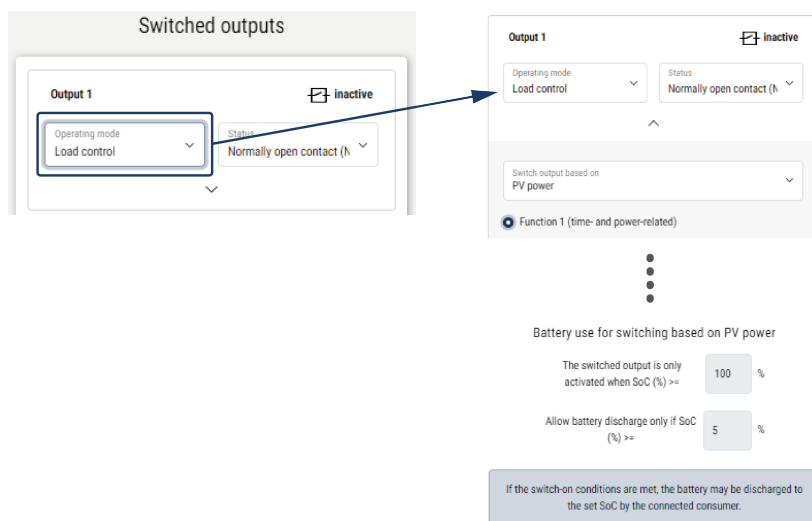 Switched outputs
Output 1
inactive
Operating mode
Load control
Status
Normally open contact (N
Output 1
inactive
Operating mode
Load control
Status
Normally open contact (N
Switch output based on
PV power
Function 1 (time- and power-related)
Battery use for switching based on PV power
The switched output is only
activated when SoC (%) >=
100 %
Allow battery discharge only if SoC
(%) >=
5 %
If the switch-on conditions are met, the battery may be discharged to
the set SoC by the connected consumer.